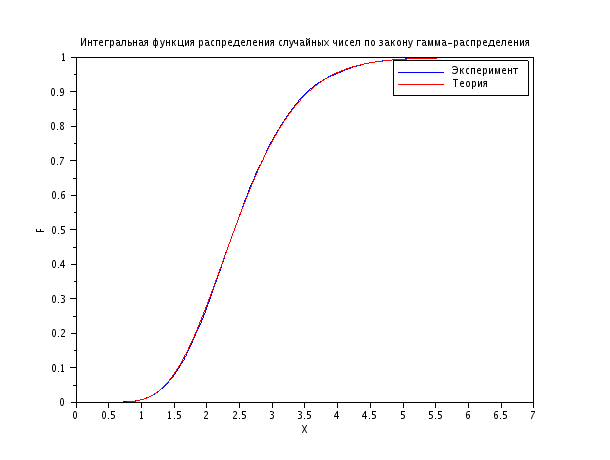 Интегральная функция распределения случайных чисел по закону гамма-распределения
1
0.9
0.8
0.7
0.6
0.5
0.4
0.3
0.2
0.1
0
F
Эксперимент
Теория
0 0.5 1 1.5 2 2.5 3 3.5 4 4.5 5 5.5 6 6.5 7
X